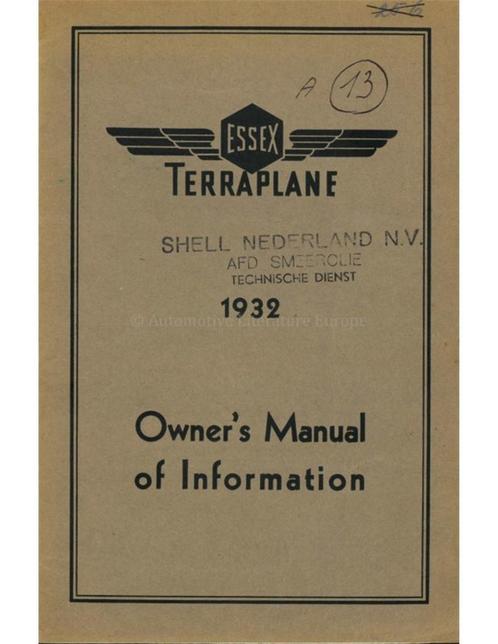 A 13
ESSEX
TERRAPLANE
SHELL NEDERLAND N.V.
AFD SMEEROLIE
TECHNISCHE DIENST
1932
© Automotive Literature Europe
Owner's Manual
of Information